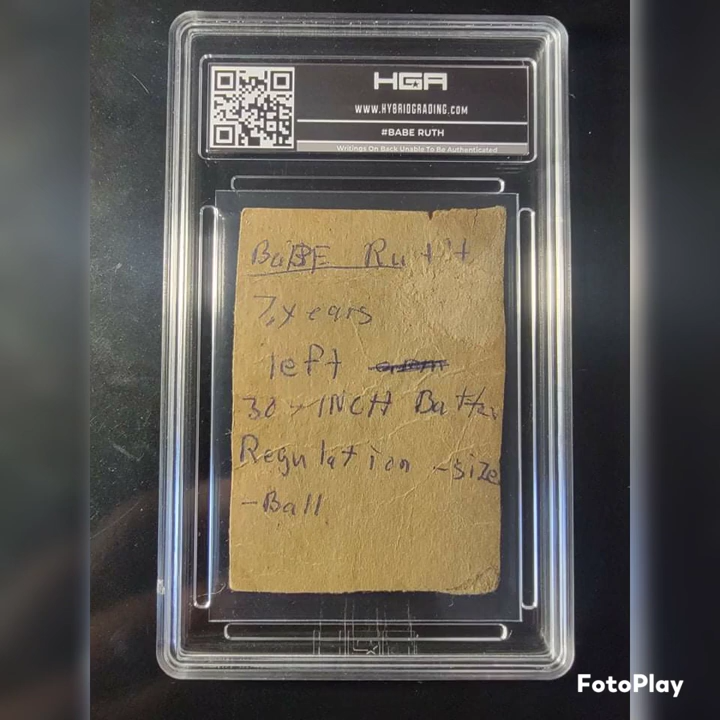 HGA
WWW.HYBRIDGRADING.COM
#BABE RUTH
Writings On Back Unable To Be Authenticated
BaBE Ruth
7 years
left
30 INCH Batter
Regulation -size
-Ball
FotoPlay